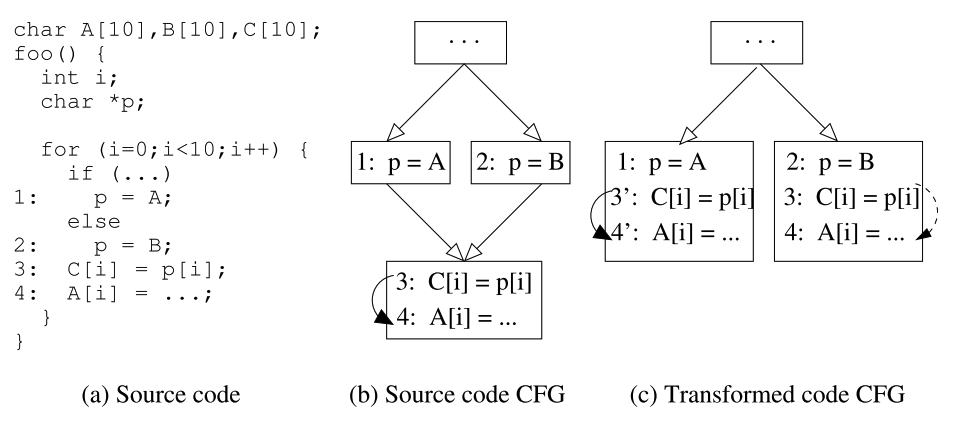 char A[10],B[10],C[10];
foo() {
int i;
char *p;
for (i=0;i<10;i++) {
if (...)
1: p = A;
else
2: p = B;
3: C[i] = p[i];
4: A[i] = ...;
}
}
(a) Source code
...
1: p = A
2: p = B
3: C[i] = p[i]
4: A[i] = ...
(b) Source code CFG
...
1: p = A
3': C[i] = p[i]
4': A[i] = ...
2: p = B
3: C[i] = p[i]
4: A[i] = ...
(c) Transformed code CFG